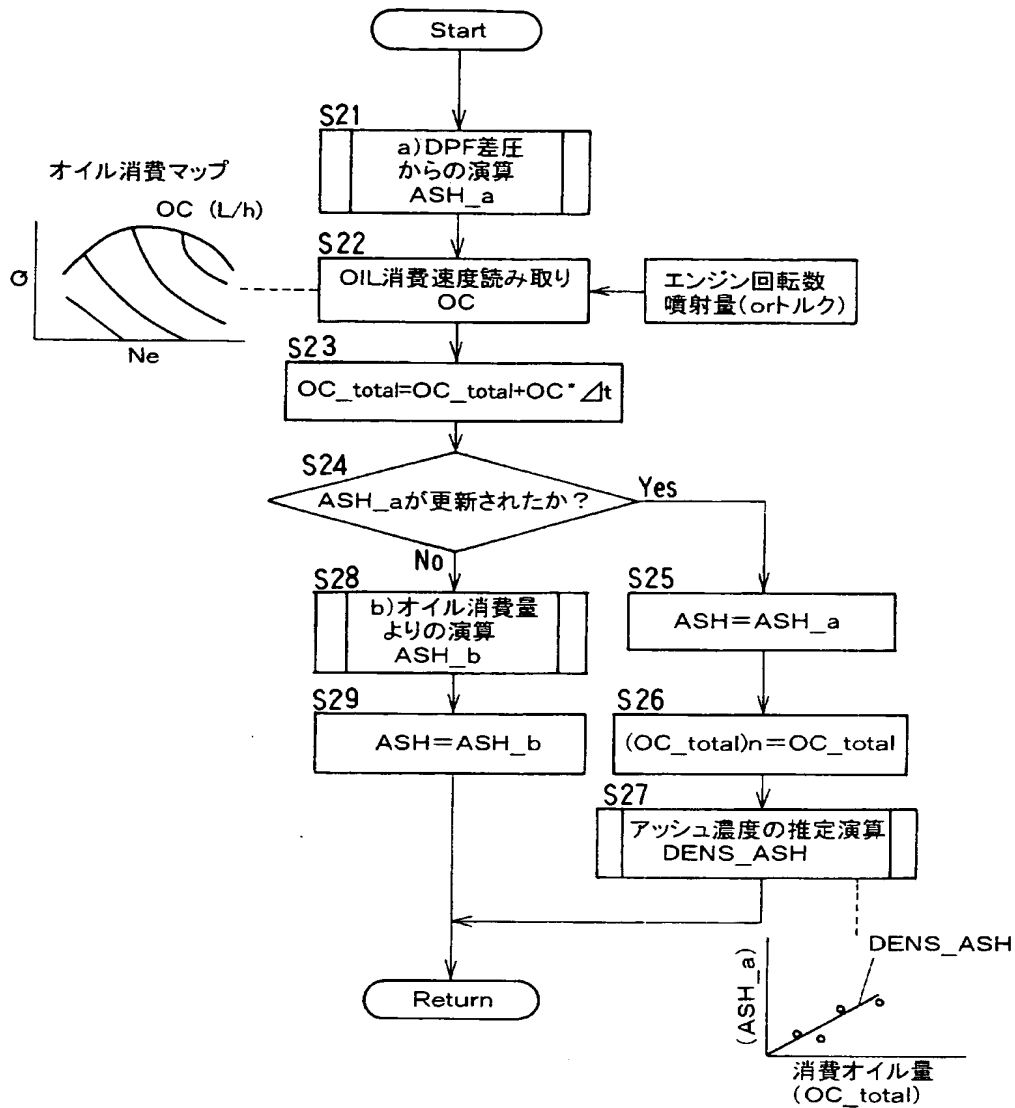 Start
S21
a)DPF差圧
からの演算
ASH_a
オイル消費マップ
OC (L/h)
Q
Ne
S22
OIL消費速度読み取り
OC
エンジン回転数
噴射量(orトルク)
S23
OC_total=OC_total+OC*⊿t
S24
ASH_aが更新されたか?
Yes
No
S28
b)オイル消費量
よりの演算
ASH_b
S25
ASH=ASH_a
S29
ASH=ASH_b
S26
(OC_total)n=OC_total
S27
アッシュ濃度の推定演算
DENS_ASH
Return
DENS_ASH
(ASH_a)
消費オイル量
(OC_total)